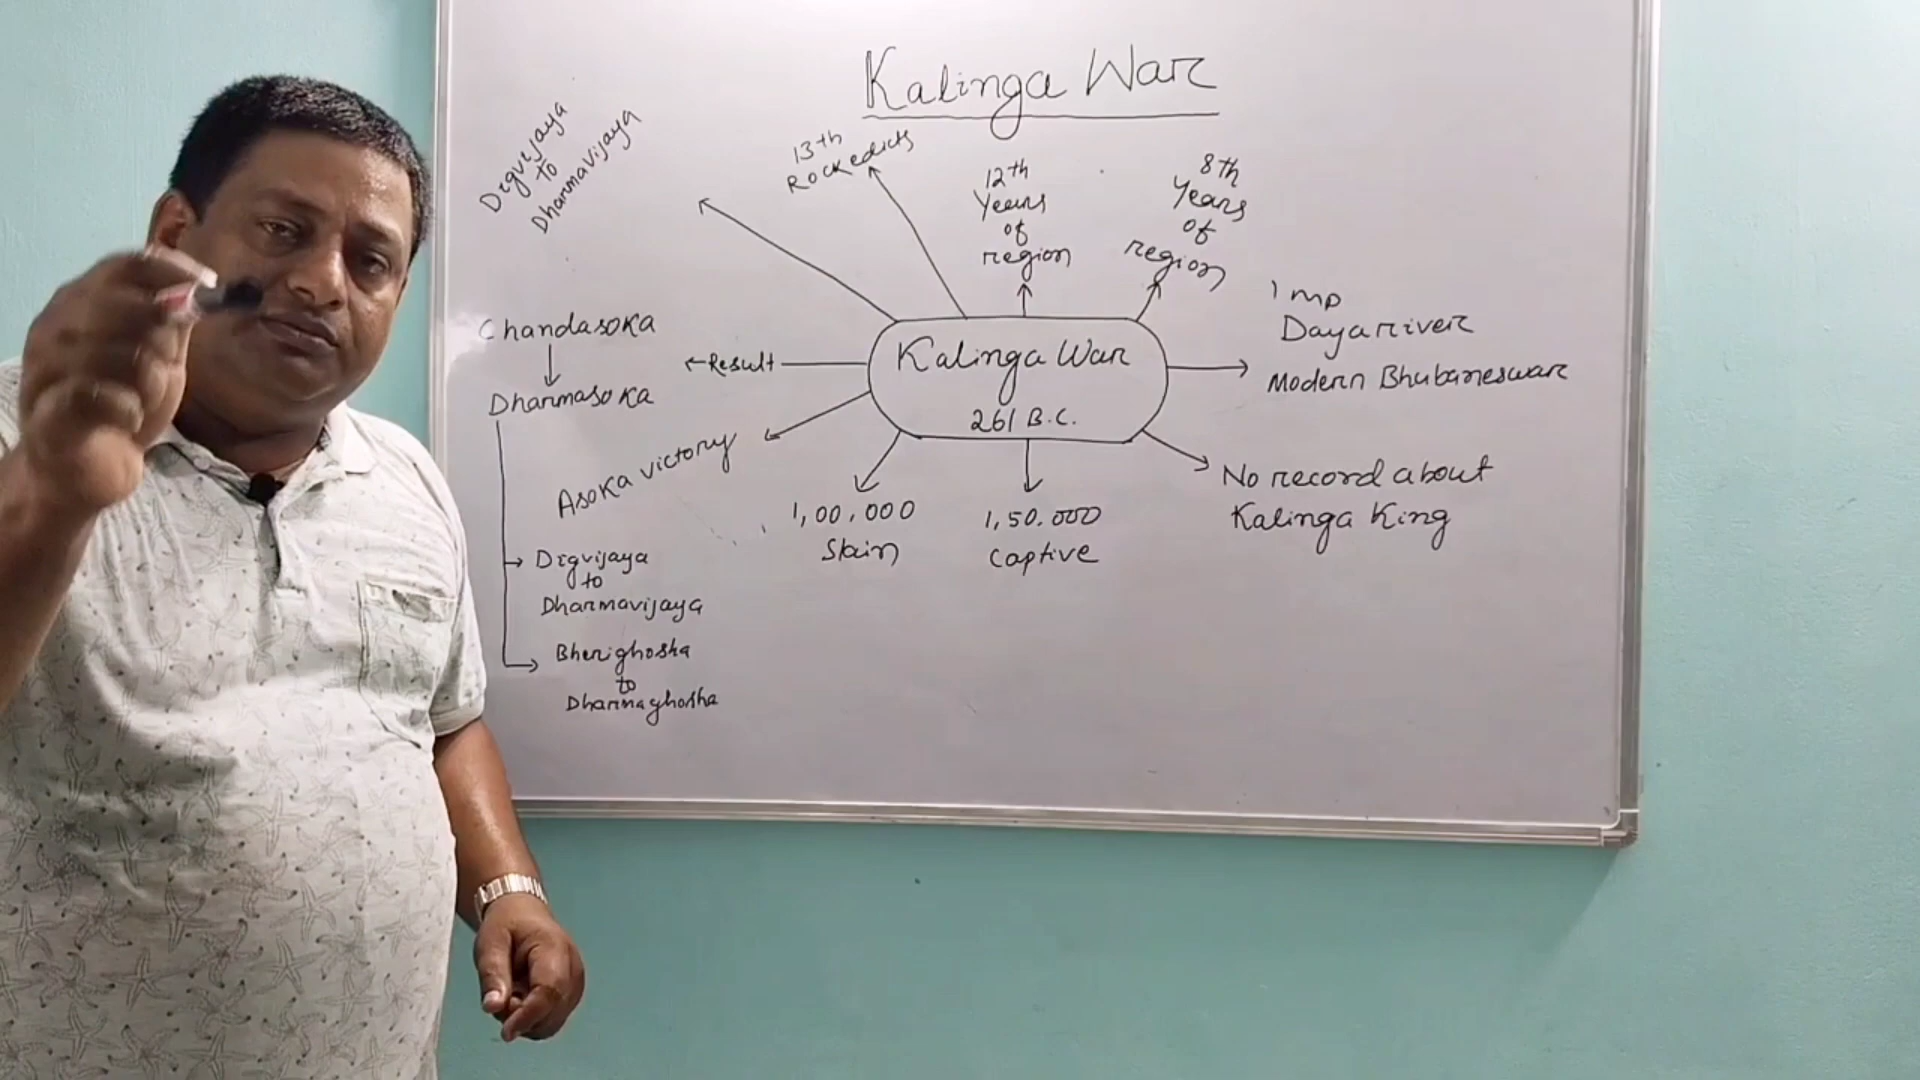 Kalinga War
Digvijaya
to
Dharmavijaya
13th
Rock edicts
12th
Years
of
region
8th
Years
of
region
Imp
Daya river
Modern Bhubaneswar
Chandasoka
Dharmasoka
Result
Kalinga War
261 B.C.
Asoka victory
1,00,000
Slain
1,50.000
Captive
No record about
Kalinga King
Digvijaya
to
Dharmavijaya
Bherighosha
to
Dharmaghosha